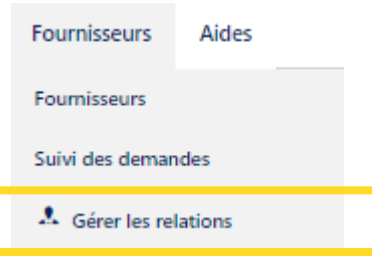 Fournisseurs Aides
Fournisseurs
Suivi des demandes
Gérer les relations